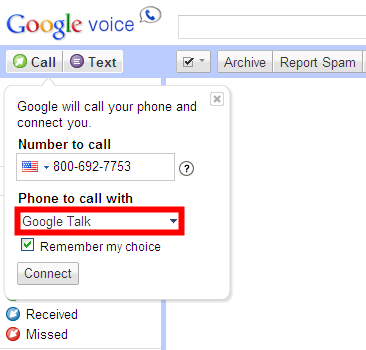 Google voice
Call Text Archive Report Spam
Google will call your phone and
connect you.
Number to call
800-692-7753 ?
Phone to call with
Google Talk
Remember my choice
Connect
Received
Missed